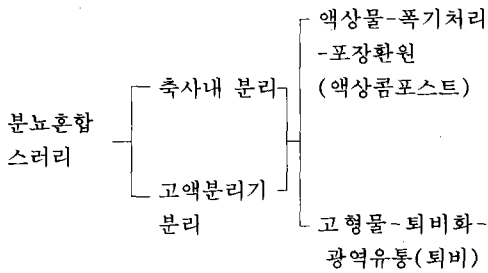 분뇨혼합
스러리
축사내 분리
고액분리기
분리
액상물-폭기처리
-포장환원
(액상콤포스트)
고형물-퇴비화-
광역유통(퇴비)